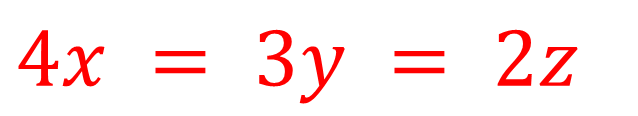 4x = 3y = 2z